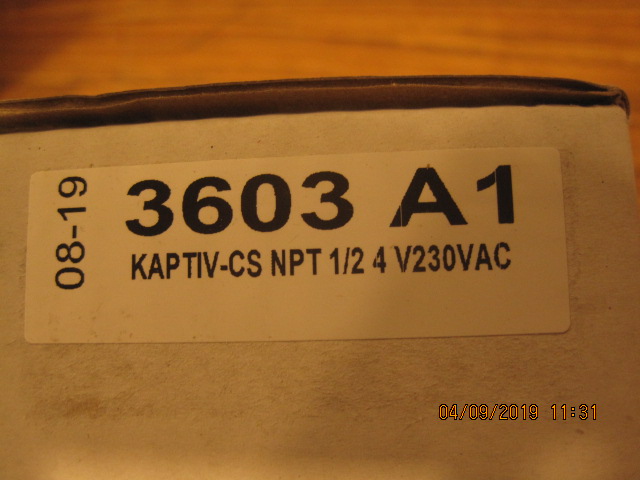 08-19
3603 A1
KAPTIV-CS NPT 1/2 4 V230VAC
04/09/2019 11:31